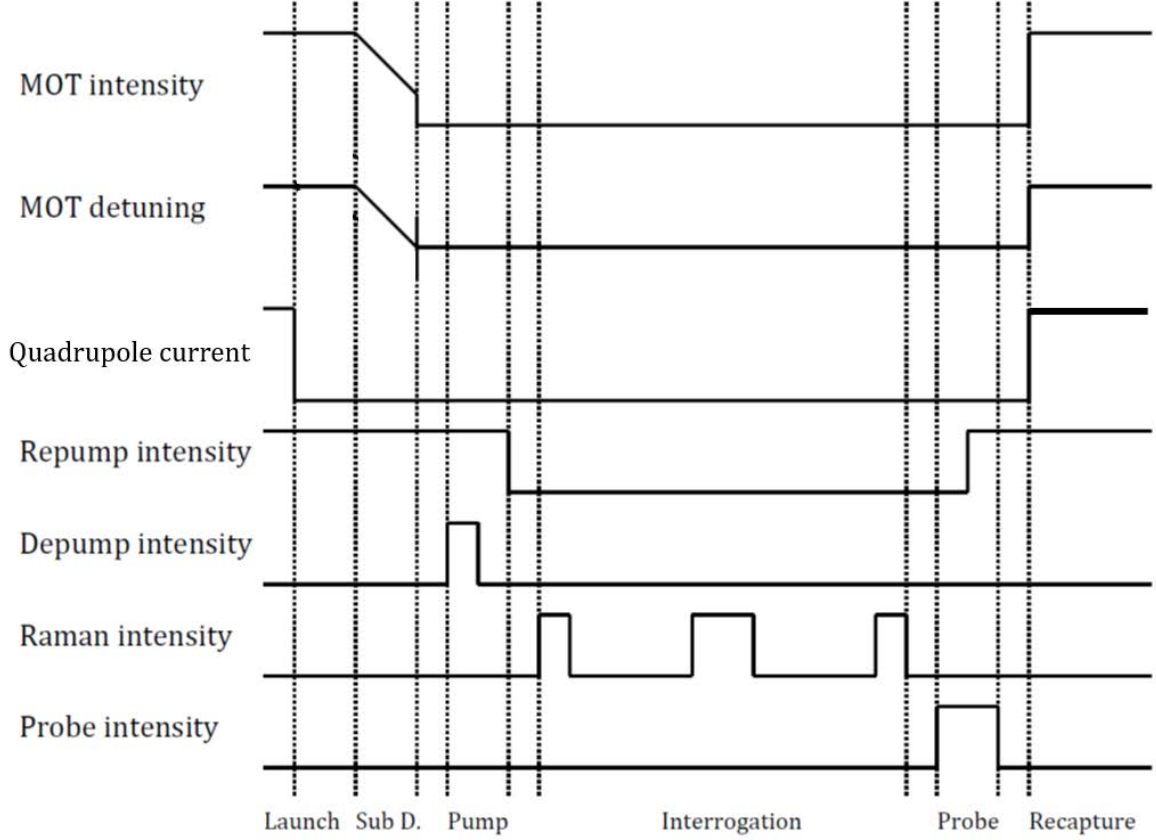 MOT intensity
MOT detuning
Quadrupole current
Repump intensity
Depump intensity
Raman intensity
Probe intensity
Launch Sub D. Pump Interrogation Probe Recapture